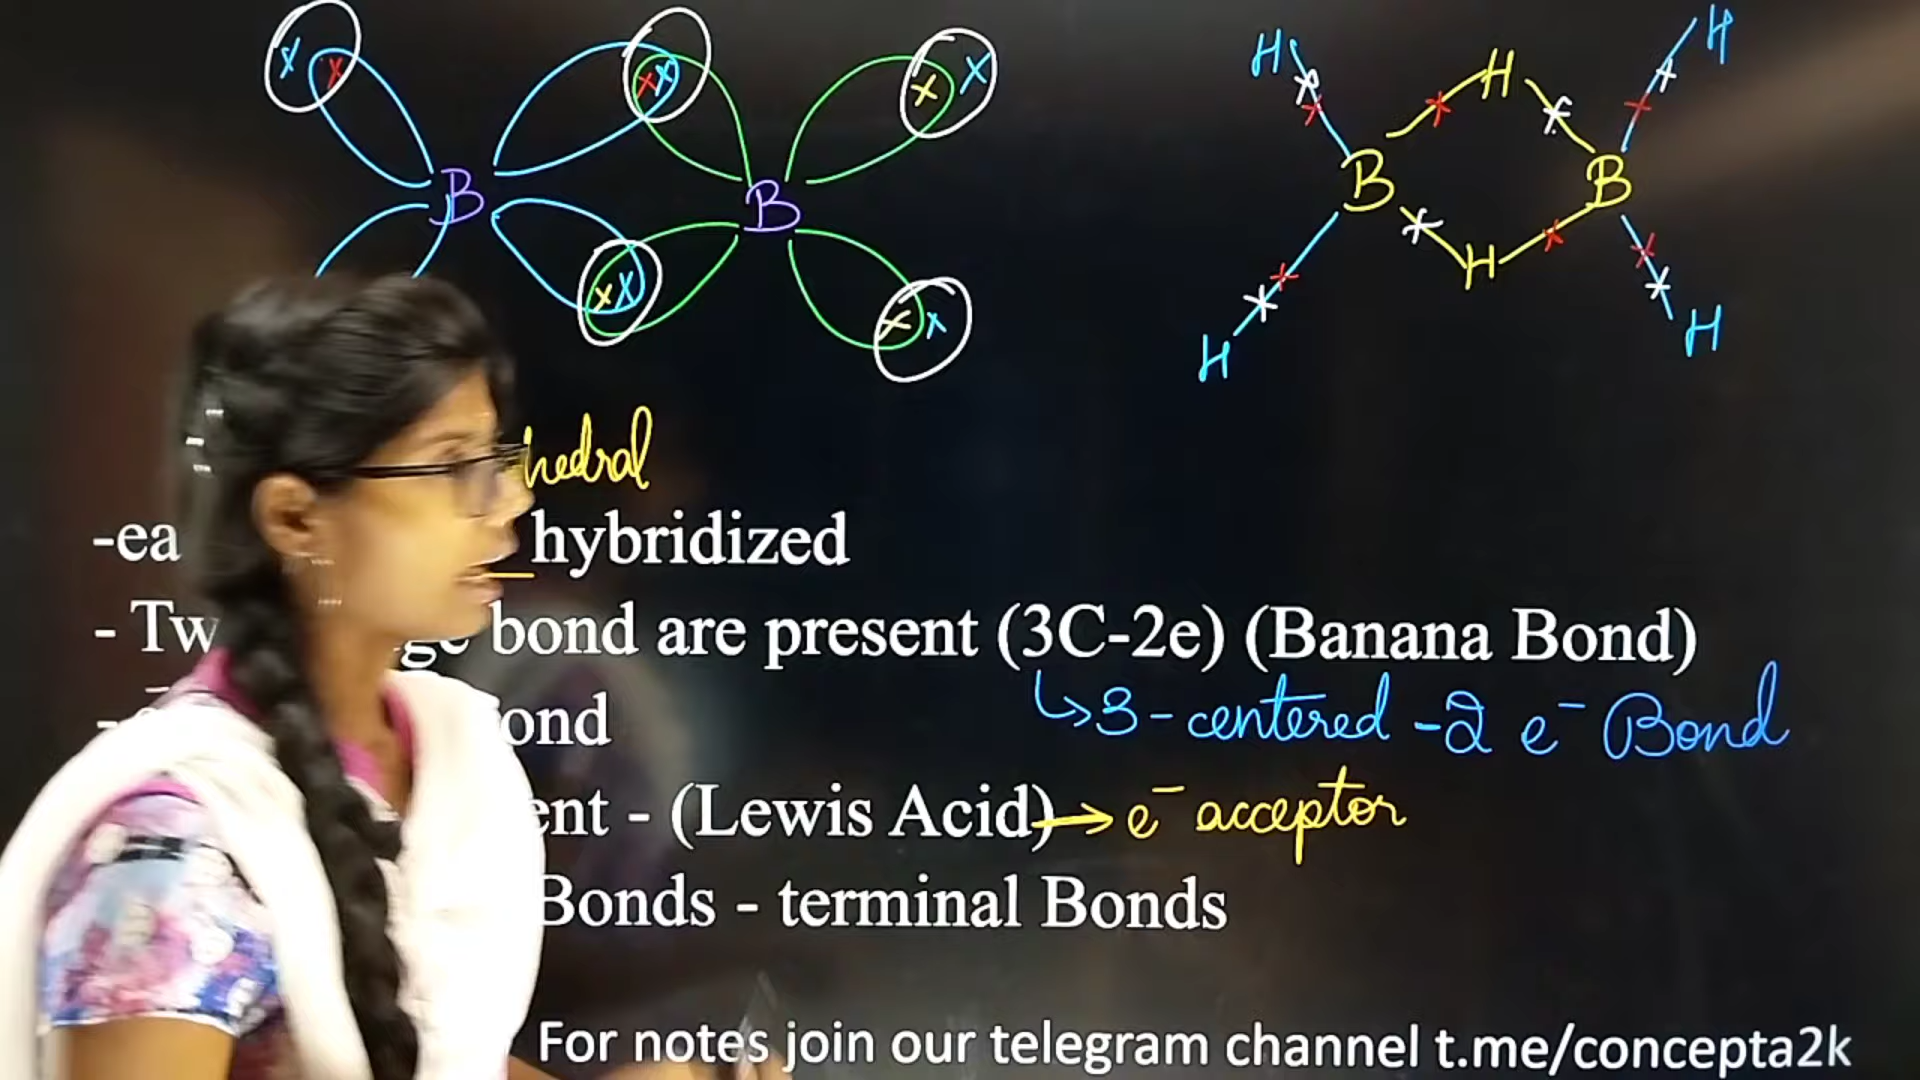 B B
H H H
B B
H H H
hedral
-ea hybridized
- Tw ge bond are present (3C-2e) (Banana Bond)
- ond ↳3-centered -2 e⁻ Bond
ent - (Lewis Acid)→ e⁻ acceptor
Bonds - terminal Bonds
For notes join our telegram channel t.me/concepta2k